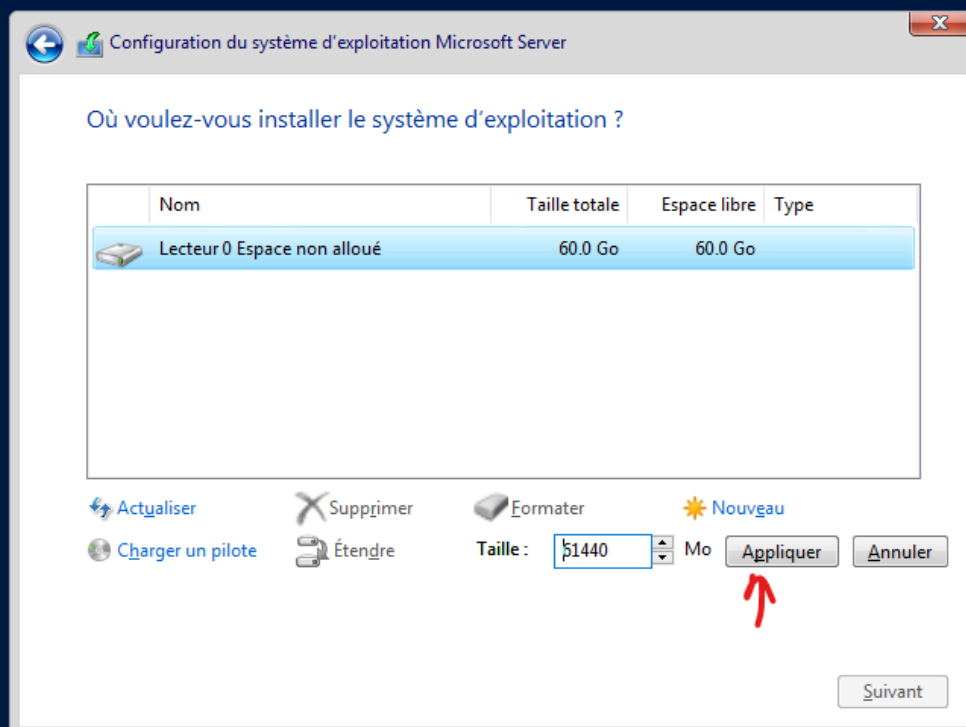 Configuration du système d'exploitation Microsoft Server
Où voulez-vous installer le système d'exploitation ?
Nom Taille totale Espace libre Type
Lecteur 0 Espace non alloué 60.0 Go 60.0 Go
Actualiser Supprimer Formater Nouveau
Charger un pilote Étendre Taille : 51440 Mo Appliquer Annuler
Suivant